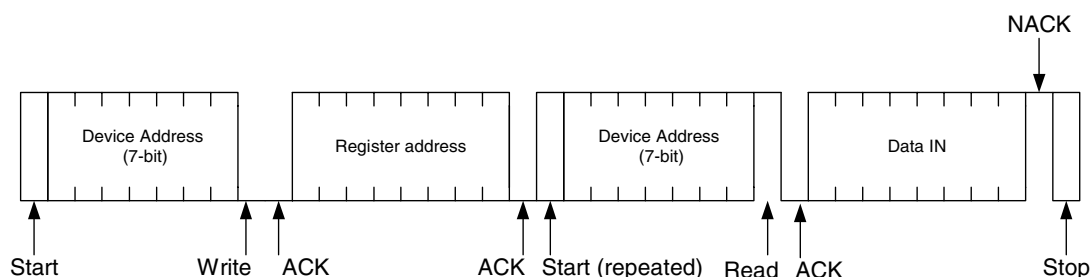 NACK
Device Address
(7-bit)
Register address
Device Address
(7-bit)
Data IN
Start
Write
ACK
ACK
Start (repeated)
Read
ACK
Stop